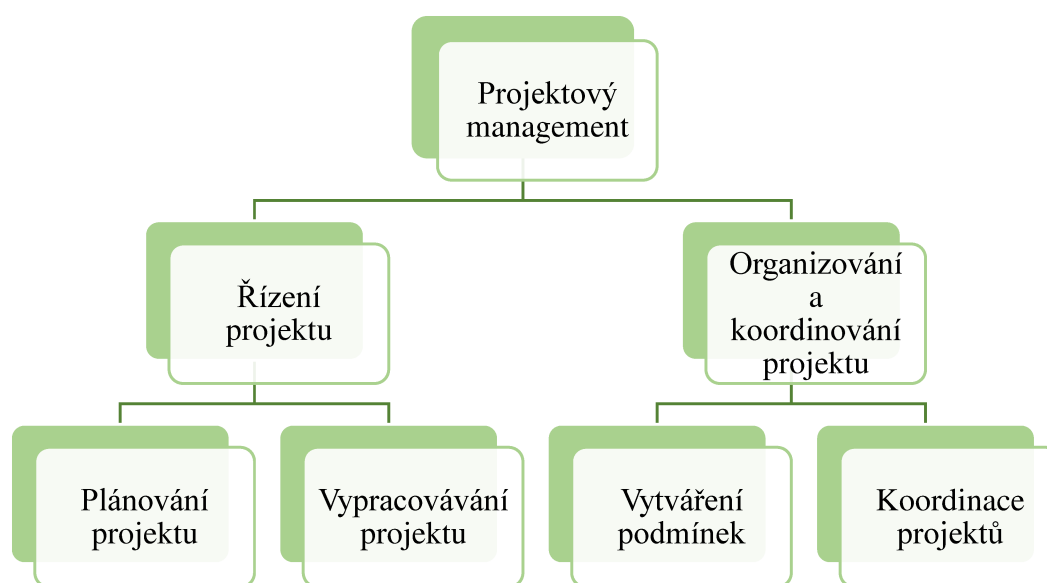 Projektový
management
Řízení
projektu
Organizování
a
koordinování
projektu
Plánování
projektu
Vypracovávání
projektu
Vytváření
podmínek
Koordinace
projektů